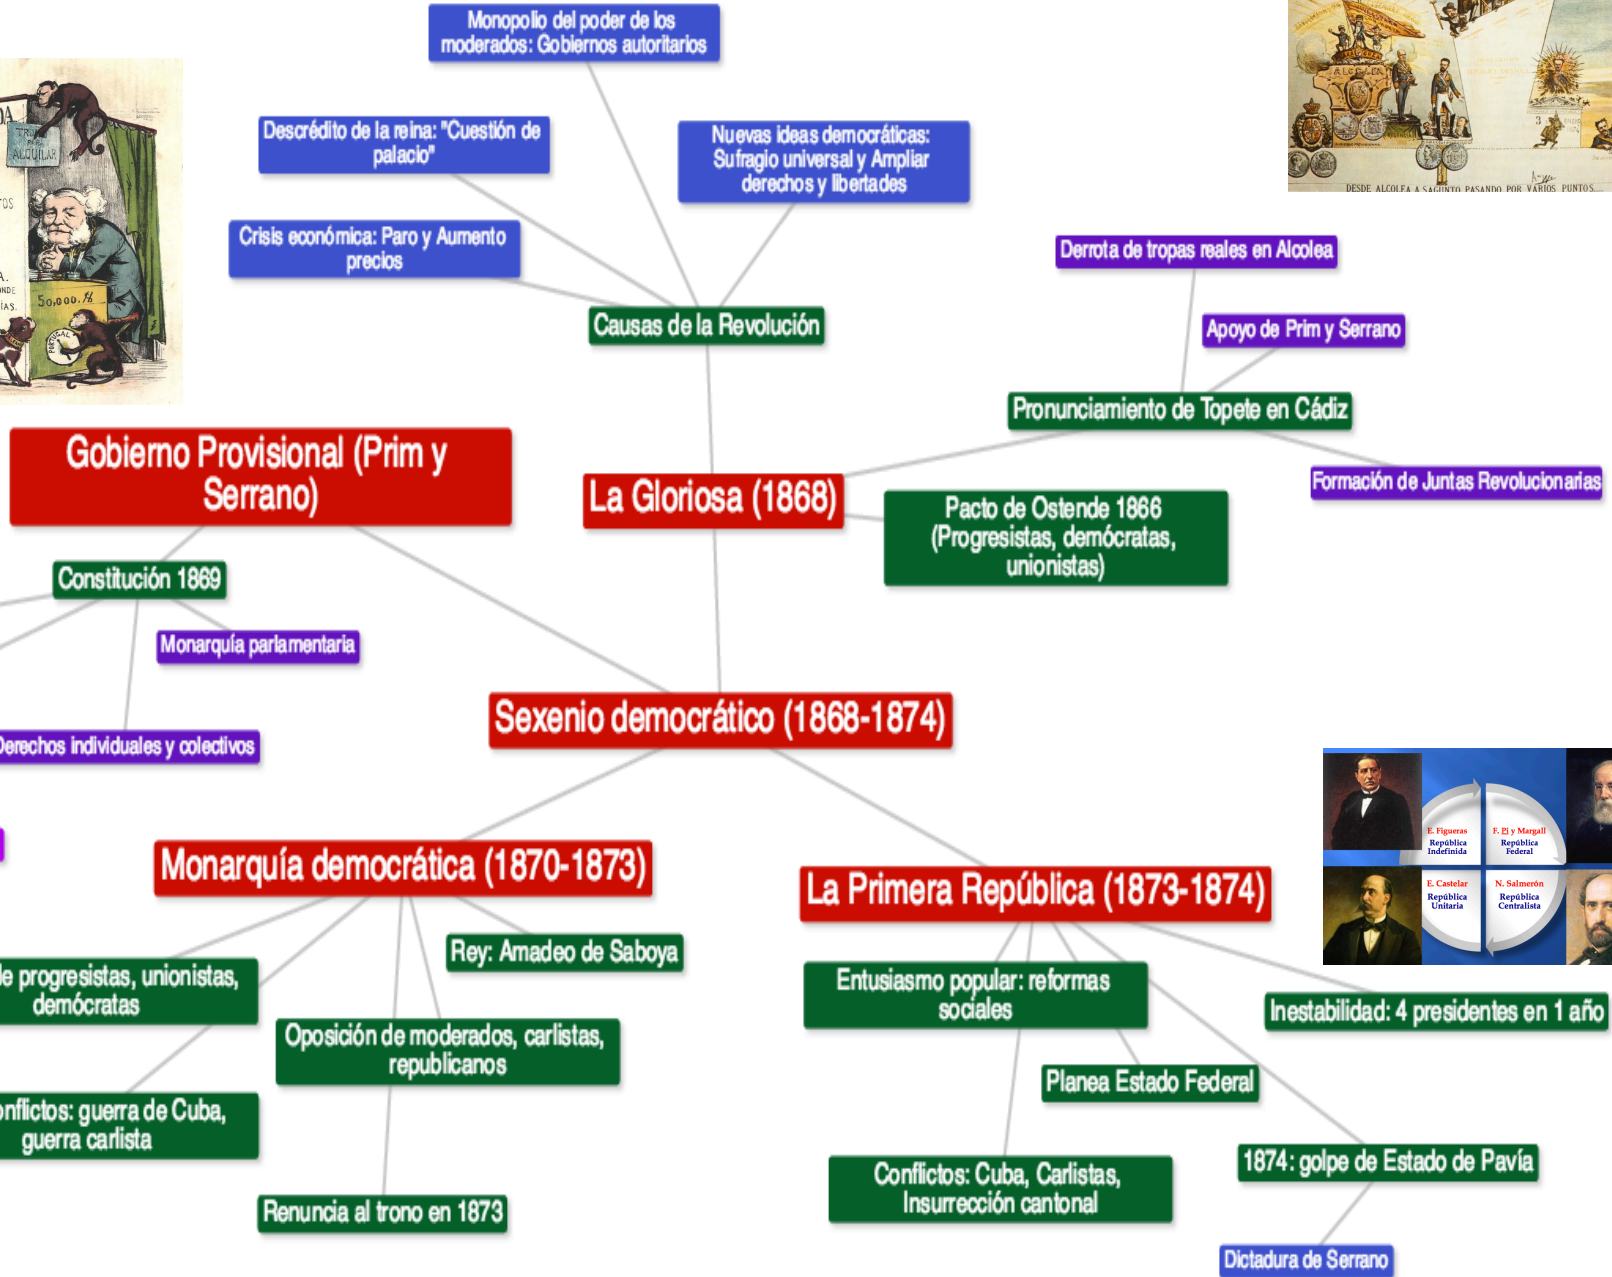 Monopolio del poder de los
moderados: Gobiernos autoritarios
Descrédito de la reina: "Cuestión de
palacio"
Nuevas ideas democráticas:
Sufragio universal y Ampliar
derechos y libertades
Crisis económica: Paro y Aumento
precios
Causas de la Revolución
ALQUILAR
50,000.
PORTUGAL
ALCOLEA
3
DESDE ALCOLEA A SAGUNTO PASANDO POR VARIOS PUNTOS....
Derrota de tropas reales en Alcolea
Apoyo de Prim y Serrano
Pronunciamiento de Topete en Cádiz
Formación de Juntas Revolucionarias
Gobierno Provisional (Prim y
Serrano)
La Gloriosa (1868)
Pacto de Ostende 1866
(Progresistas, demócratas,
unionistas)
Constitución 1869
Monarquía parlamentaria
Derechos individuales y colectivos
Sexenio democrático (1868-1874)
Monarquía democrática (1870-1873)
Rey: Amadeo de Saboya
de progresistas, unionistas,
demócratas
Oposición de moderados, carlistas,
republicanos
onflictos: guerra de Cuba,
guerra carlista
Renuncia al trono en 1873
La Primera República (1873-1874)
Entusiasmo popular: reformas
sociales
Inestabilidad: 4 presidentes en 1 año
Planea Estado Federal
Conflictos: Cuba, Carlistas,
Insurrección cantonal
1874: golpe de Estado de Pavía
Dictadura de Serrano
E. Figueras
República
Indefinida
F. Pi y Margall
República
Federal
E. Castelar
República
Unitaria
N. Salmerón
República
Centralista